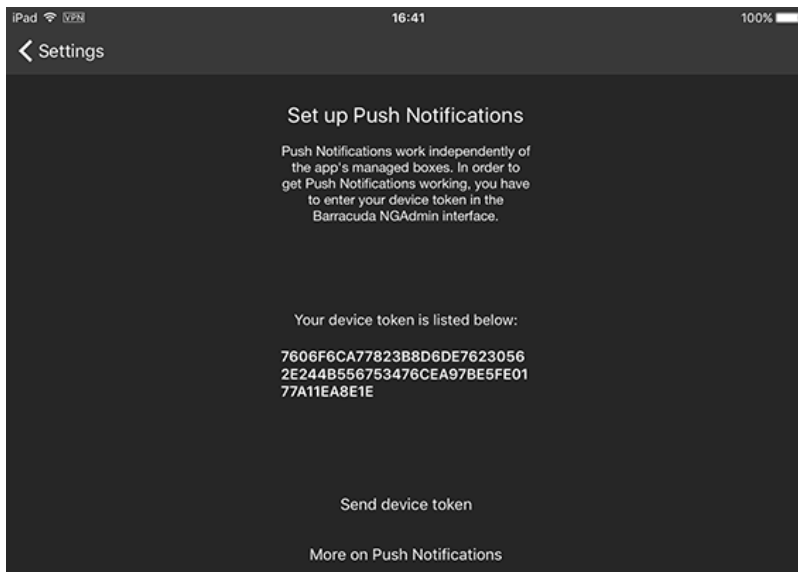 iPad VPN 16:41 100%
Settings
Set up Push Notifications
Push Notifications work independently of
the app's managed boxes. In order to
get Push Notifications working, you have
to enter your device token in the
Barracuda NGAdmin interface.
Your device token is listed below:
7606F6CA77823B8D6DE7623056
2E244B556753476CEA97BE5FE01
77A11EA8E1E
Send device token
More on Push Notifications